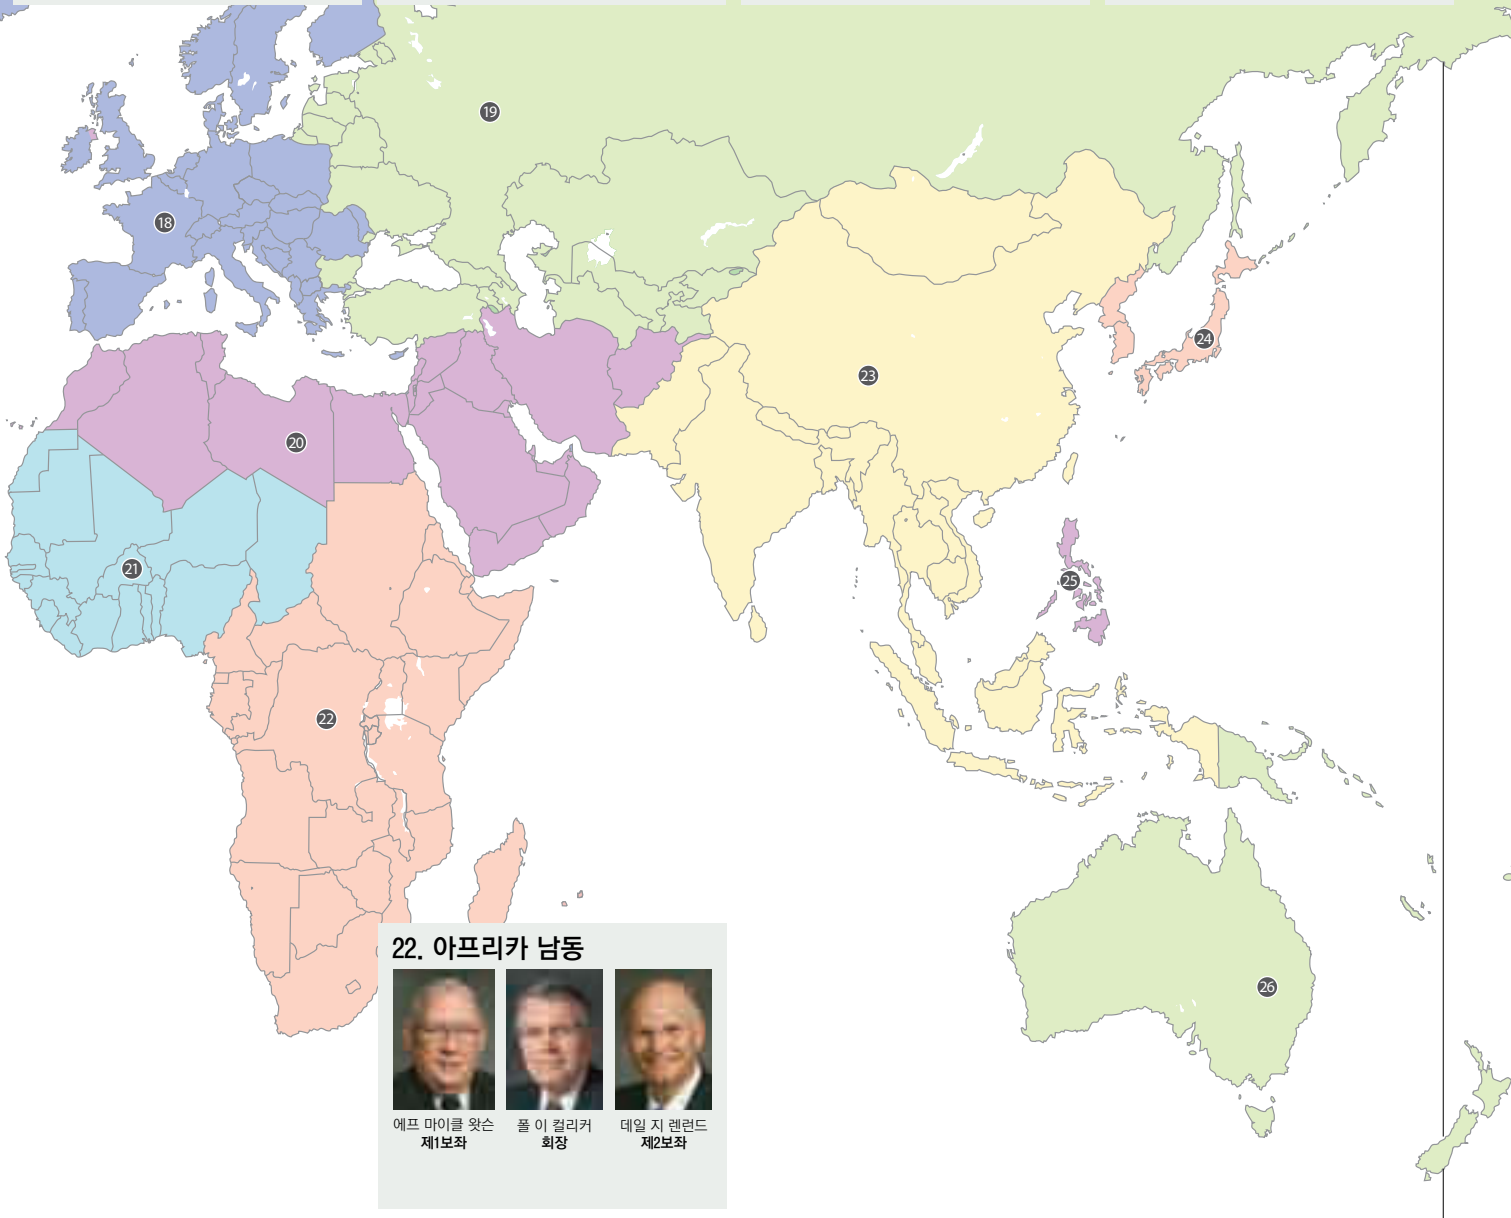 19
18
24
23
20
21
25
22
26
22. 아프리카 남동
에프 마이클 왓슨
제1보좌
폴 이 컬리커
회장
데일 지 렌런드
제2보좌